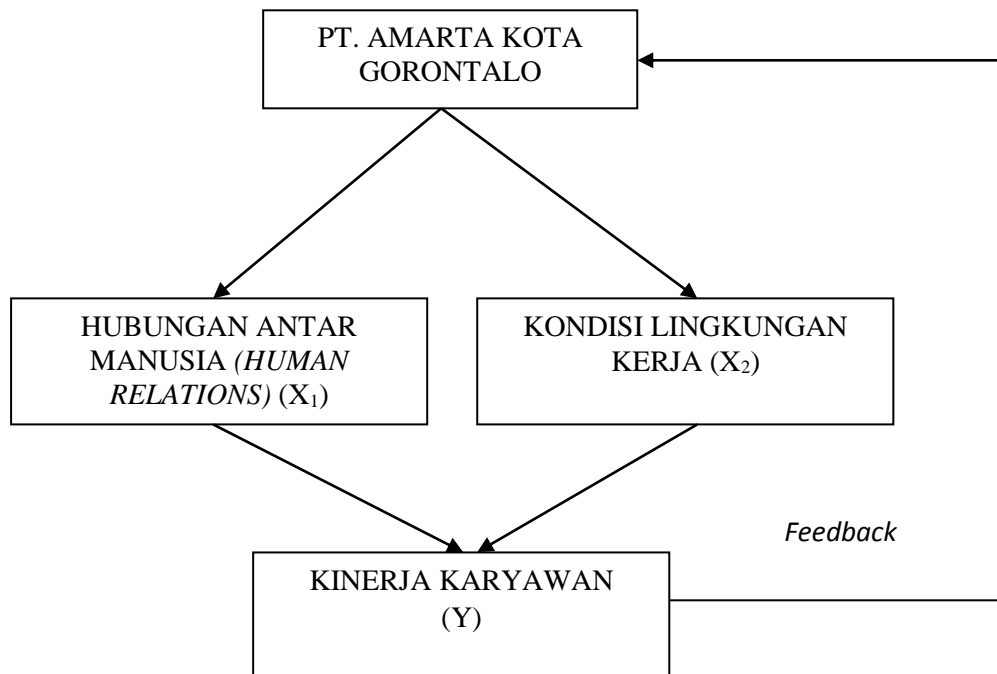 PT. AMARTA KOTA
GORONTALO
HUBUNGAN ANTAR
MANUSIA (HUMAN
RELATIONS) (X₁)
KONDISI LINGKUNGAN
KERJA (X₂)
Feedback
KINERJA KARYAWAN
(Y)